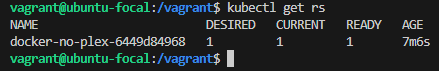 vagrant@ubuntu-focal:/vagrant$ kubectl get rs
NAME DESIRED CURRENT READY AGE
docker-no-plex-6449d84968 1 1 1 7m6s
vagrant@ubuntu-focal:/vagrant$